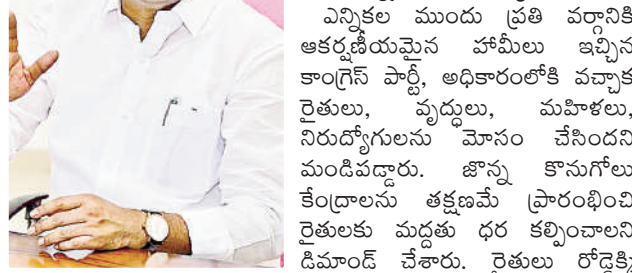 ఎన్నికల ముందు ప్రతి వర్గానికి
ఆకర్షణీయమైన హామీలు ఇచ్చిన
కాంగ్రెస్ పార్టీ, అధికారంలోకి వచ్చాక
రైతులు, వృద్ధులు, మహిళలు,
నిరుద్యోగులను మోసం చేసిందని
మండిపడ్డారు. జొన్న కొనుగోలు
కేంద్రాలను తక్షణమే ప్రారంభించి
రైతులకు మద్దతు ధర కల్పించాలని
డిమాండ్ చేశారు. రైతులు రోడ్డెక్కి